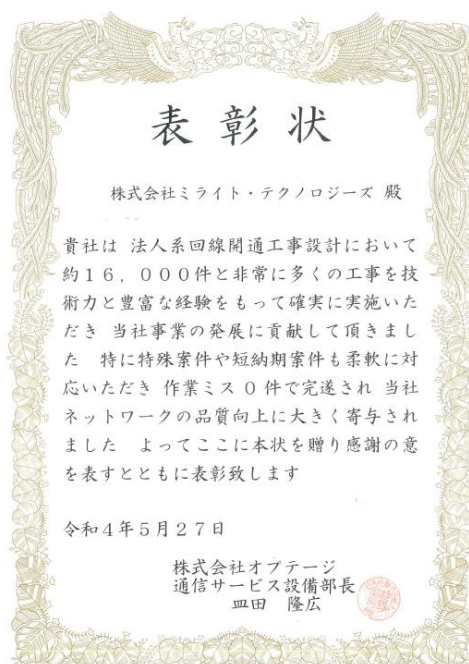 表彰状
株式会社ミライト・テクノロジーズ 殿
貴社は 法人系回線開通工事設計において
約16,000件と非常に多くの工事を技
術力と豊富な経験をもって確実に実施いた
だき 当社事業の発展に貢献して頂きまし
た 特に特殊案件や短納期案件も柔軟に対
応いただき 作業ミス0件で完遂され 当社
ネットワークの品質向上に大きく寄与され
ました よってここに本状を贈り感謝の意
を表すとともに表彰致します
令和4年5月27日
株式会社オプテージ
通信サービス設備部長
皿田 隆広